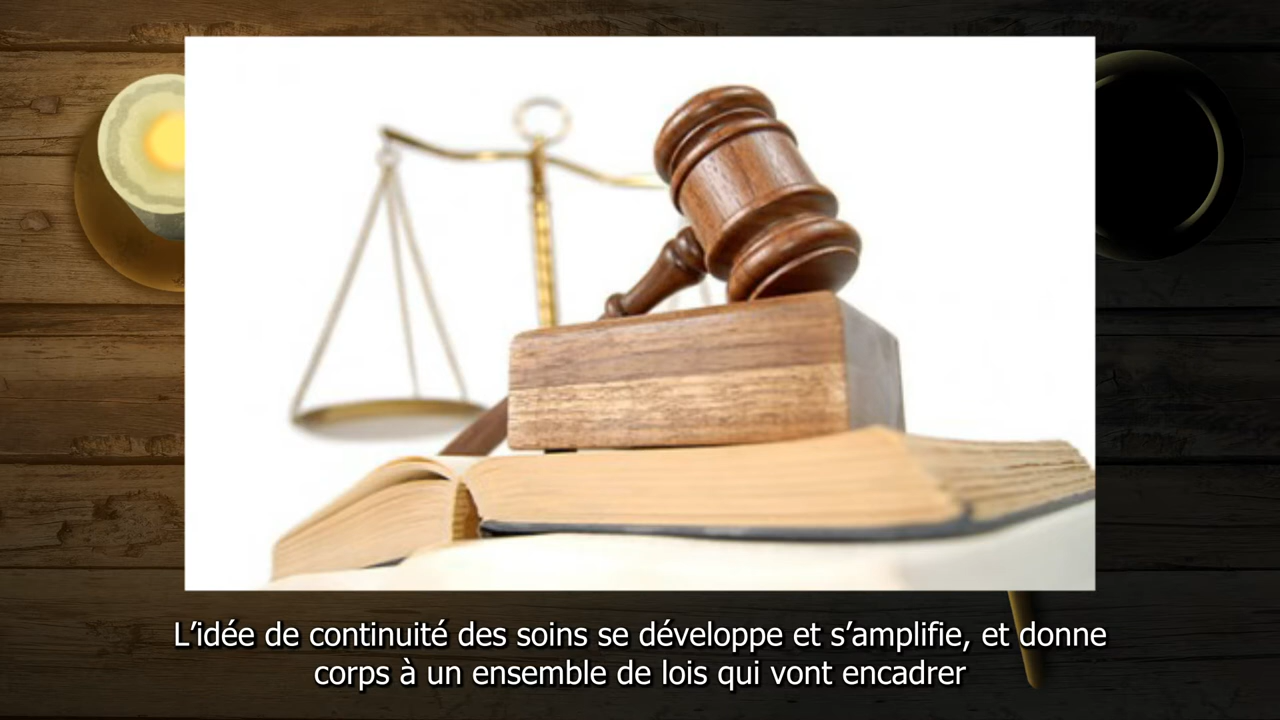 L’idée de continuité des soins se développe et s’amplifie, et donne
corps à un ensemble de lois qui vont encadrer